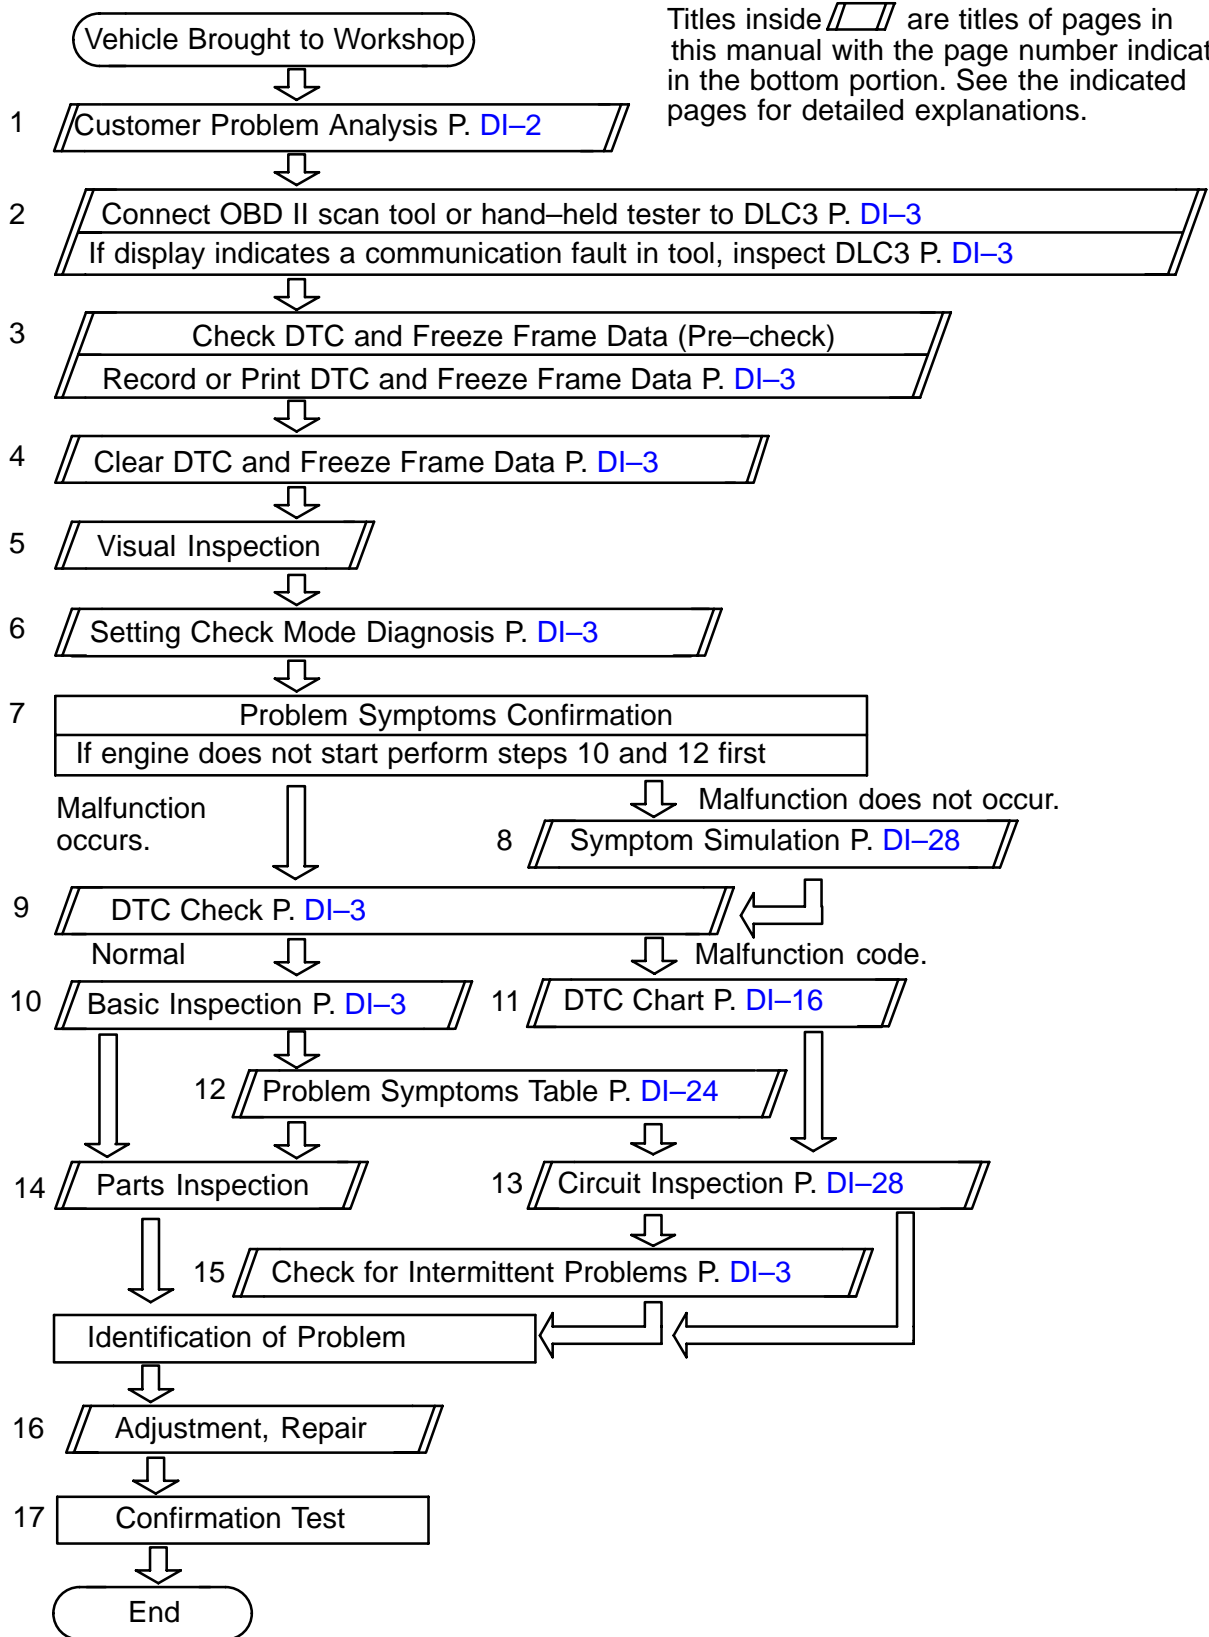 Vehicle Brought to Workshop
Titles inside are titles of pages in
this manual with the page number indicat
in the bottom portion. See the indicated
pages for detailed explanations.
1 Customer Problem Analysis P. DI–2
2 Connect OBD II scan tool or hand–held tester to DLC3 P. DI–3
If display indicates a communication fault in tool, inspect DLC3 P. DI–3
3 Check DTC and Freeze Frame Data (Pre–check)
Record or Print DTC and Freeze Frame Data P. DI–3
4 Clear DTC and Freeze Frame Data P. DI–3
5 Visual Inspection
6 Setting Check Mode Diagnosis P. DI–3
7 Problem Symptoms Confirmation
If engine does not start perform steps 10 and 12 first
Malfunction
occurs.
Malfunction does not occur.
8 Symptom Simulation P. DI–28
9 DTC Check P. DI–3
Normal
Malfunction code.
10 Basic Inspection P. DI–3
11 DTC Chart P. DI–16
12 Problem Symptoms Table P. DI–24
14 Parts Inspection
13 Circuit Inspection P. DI–28
15 Check for Intermittent Problems P. DI–3
Identification of Problem
16 Adjustment, Repair
17 Confirmation Test
End